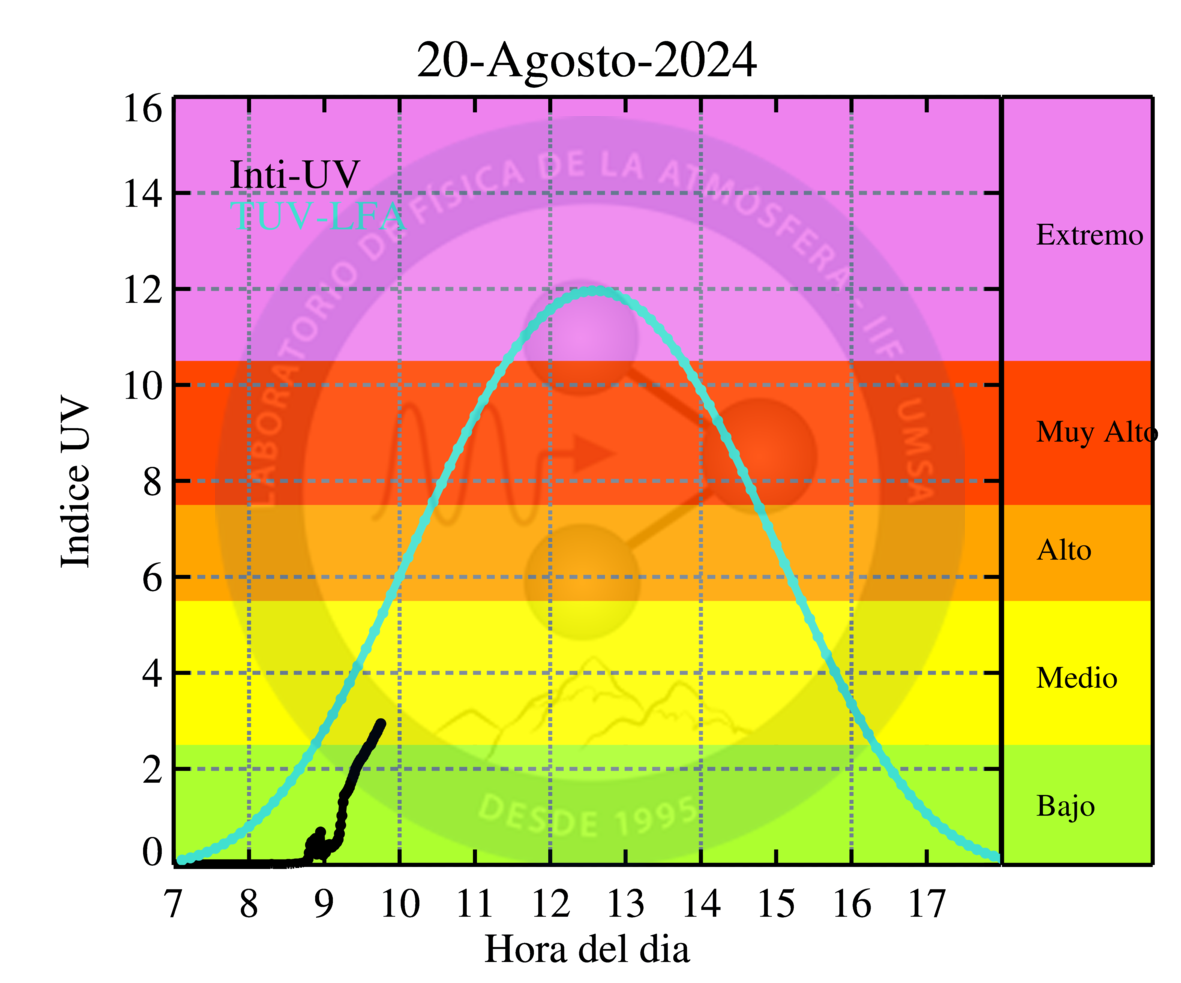 20-Agosto-2024
16
14
12
10
8
6
4
2
0
Indice UV
Inti-UV
TUV-LFA
LABORATORIO DE FÍSICA DE LA ATMÓSFERA - IIF - UMSA
DESDE 1995
Extremo
Muy Alto
Alto
Medio
Bajo
7 8 9 10 11 12 13 14 15 16 17
Hora del dia